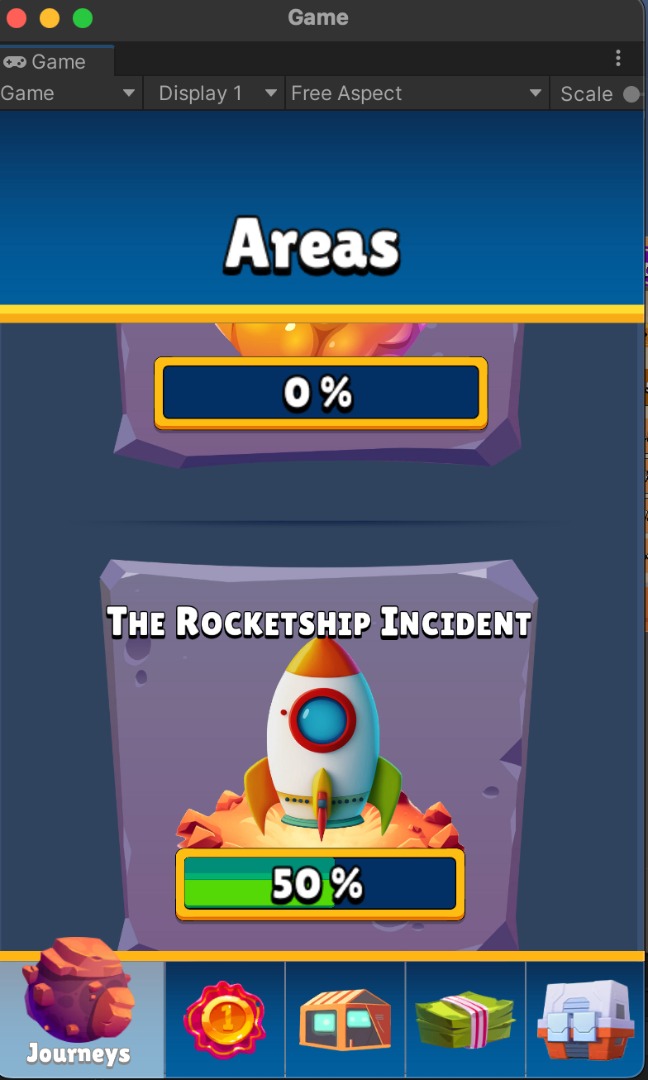 Game
Game
Game
Display 1
Free Aspect
Scale
Areas
0 %
The Rocketship Incident
50 %
1
Journeys